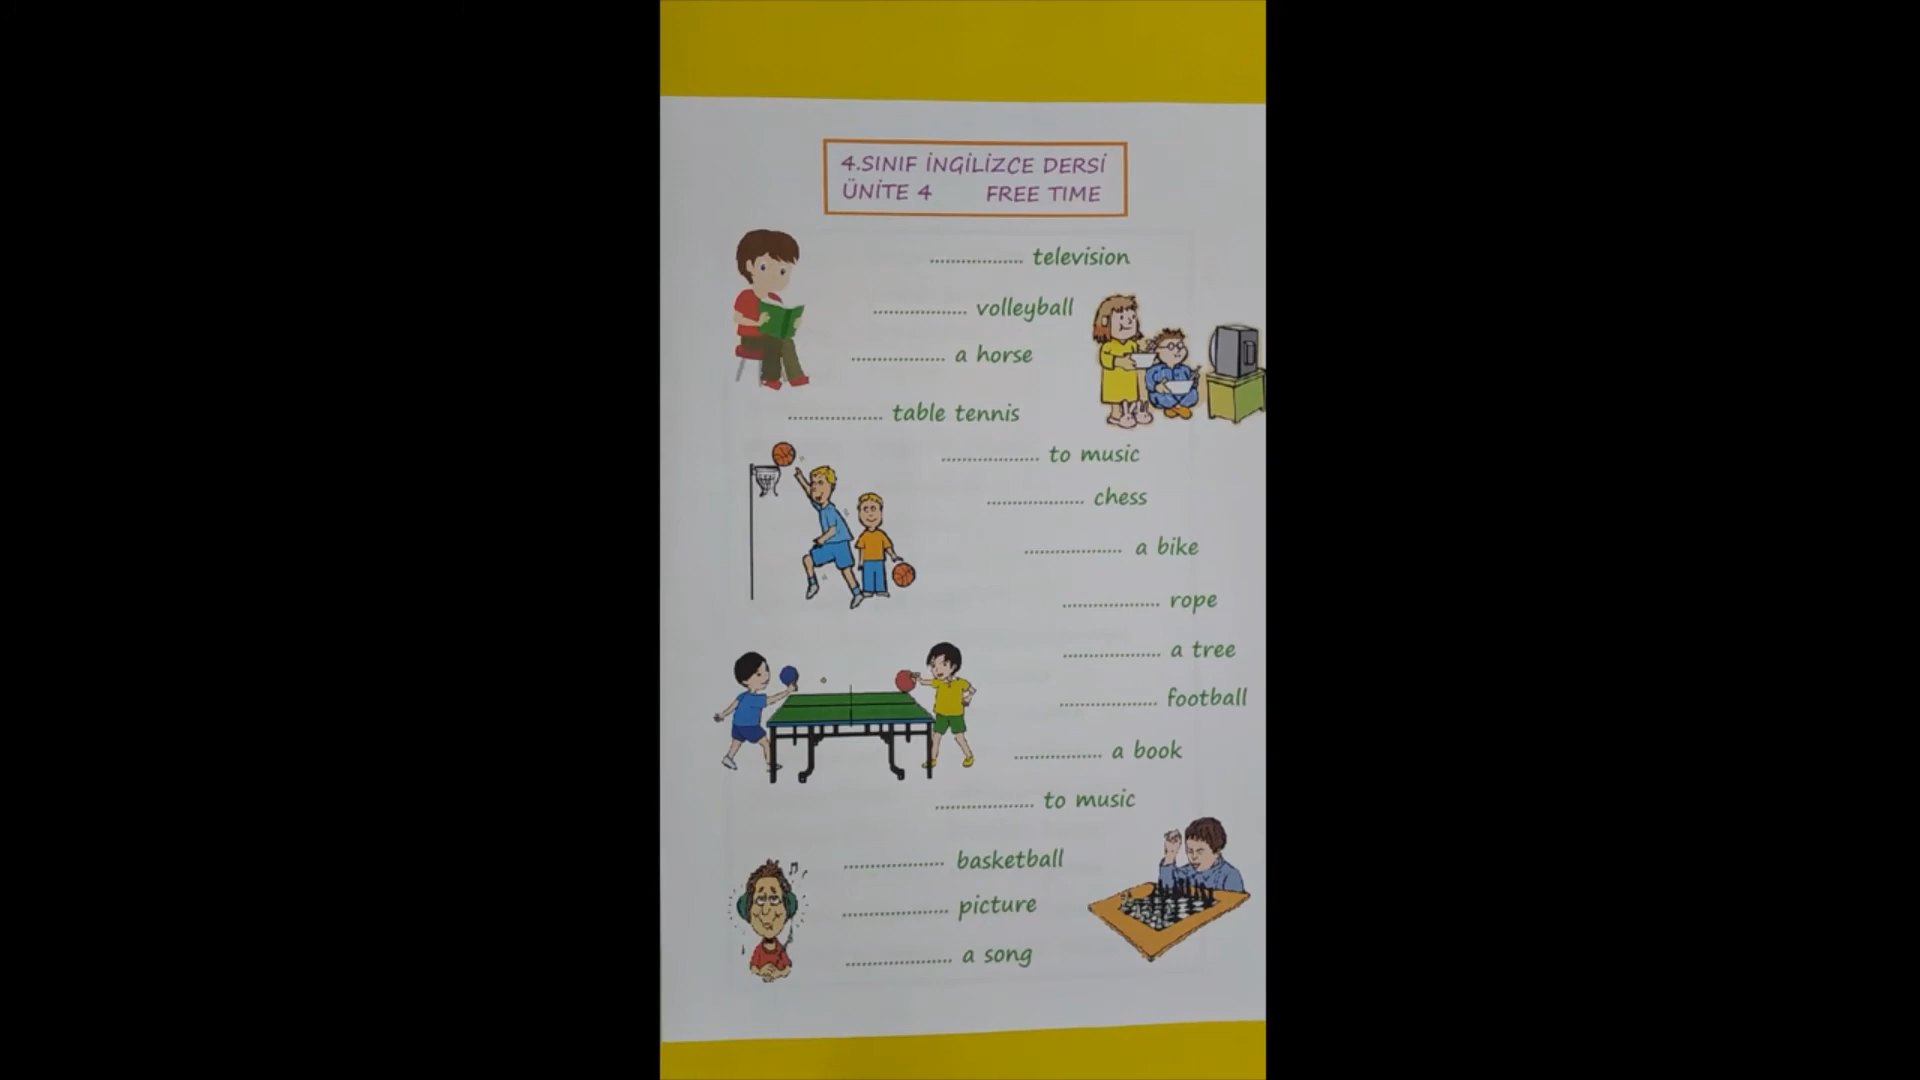 4.SINIF İNGİLİZCE DERSİ
ÜNİTE 4 FREE TIME
.................. television
.................. volleyball
.................. a horse
.................. table tennis
.................. to music
.................. chess
.................. a bike
.................. rope
.................. a tree
.................. football
.................. a book
.................. to music
.................. basketball
.................. picture
.................. a song